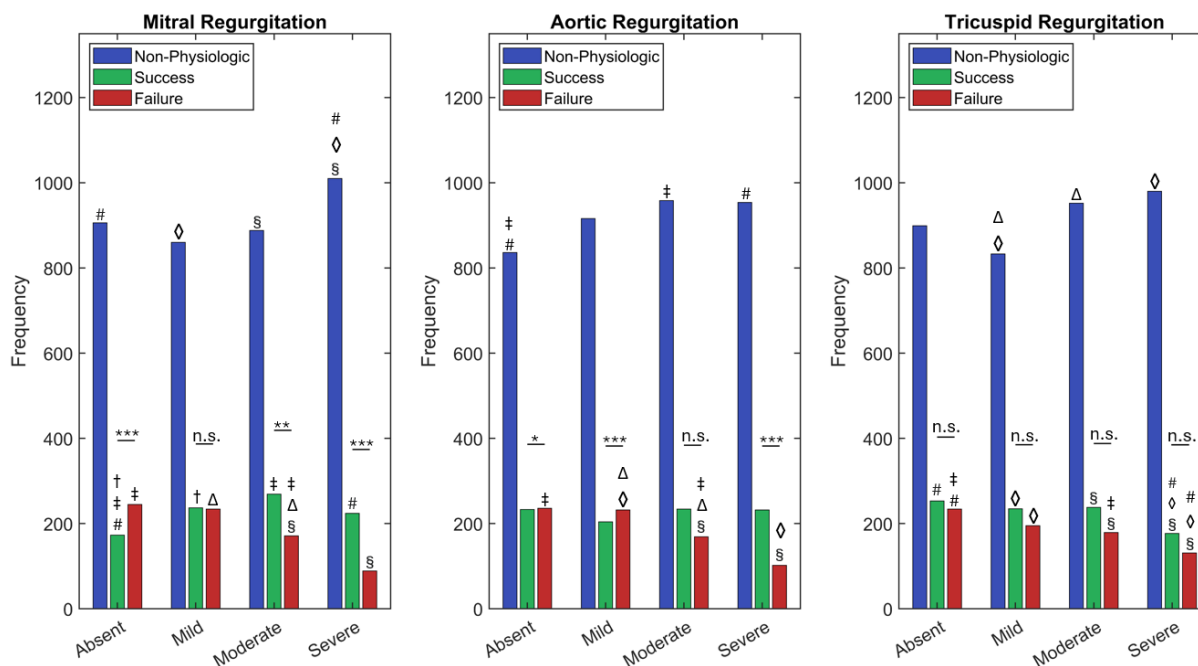 Mitral Regurgitation
Non-Physiologic
Success
Failure
Frequency
1200
1000
800
600
400
200
0
#
◊
§
#
◊
§
***
n.s.
**
***
†
‡
#
‡
†
Δ
‡
‡
Δ
§
#
§
Absent
Mild
Moderate
Severe
Aortic Regurgitation
Non-Physiologic
Success
Failure
Frequency
1200
1000
800
600
400
200
0
‡
#
‡
#
*
***
n.s.
***
‡
Δ
◊
‡
Δ
§
◊
§
Absent
Mild
Moderate
Severe
Tricuspid Regurgitation
Non-Physiologic
Success
Failure
Frequency
1200
1000
800
600
400
200
0
Δ
◊
Δ
◊
n.s.
n.s.
n.s.
n.s.
#
‡
#
◊
◊
§
‡
§
#
◊
§
#
◊
§
Absent
Mild
Moderate
Severe